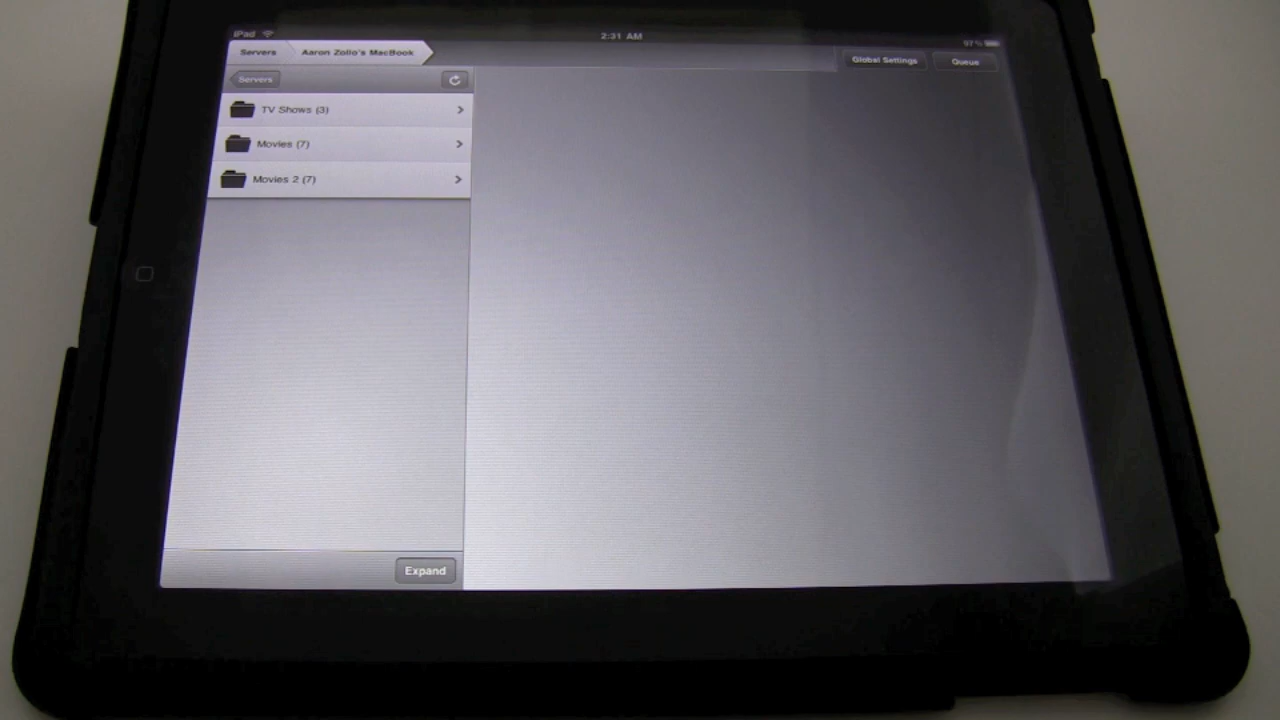 iPad 2:31 AM 97%
Servers Aaron Zollo's MacBook Global Settings Queue
Servers
TV Shows (3)
Movies (7)
Movies 2 (7)
Expand